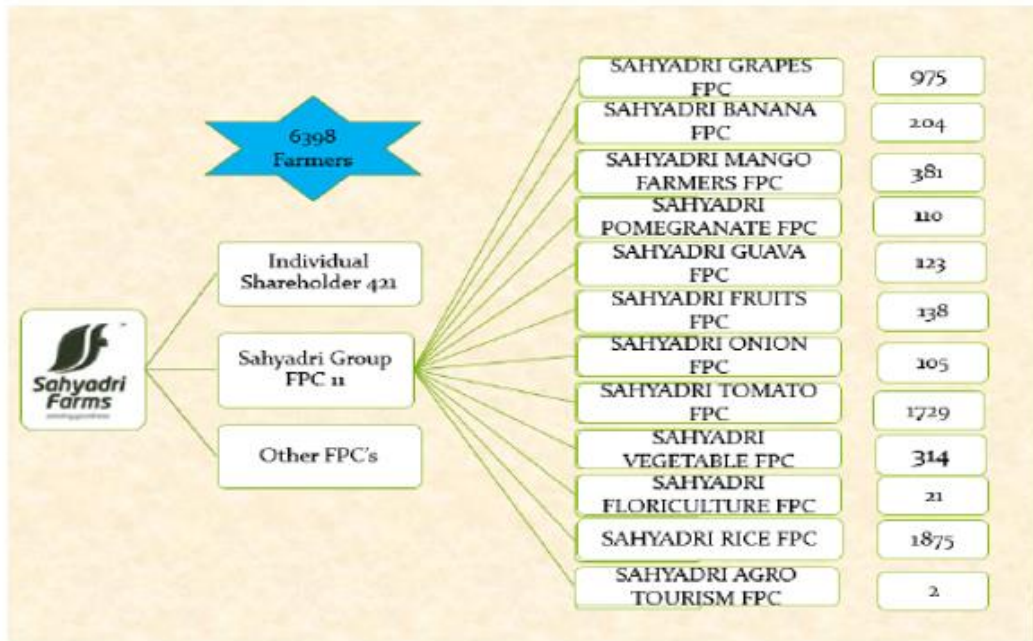 6398
Farmers
Sahyadri
Farms
Individual
Shareholder 421
Sahyadri Group
FPC 11
Other FPC's
SAHYADRI GRAPES
FPC
975
SAHYADRI BANANA
FPC
204
SAHYADRI MANGO
FARMERS FPC
381
SAHYADRI
POMEGRANATE FPC
110
SAHYADRI GUAVA
FPC
123
SAHYADRI FRUITS
FPC
138
SAHYADRI ONION
FPC
105
SAHYADRI TOMATO
FPC
1729
SAHYADRI
VEGETABLE FPC
314
SAHYADRI
FLORICULTURE FPC
21
SAHYADRI RICE FPC
1875
SAHYADRI AGRO
TOURISM FPC
2